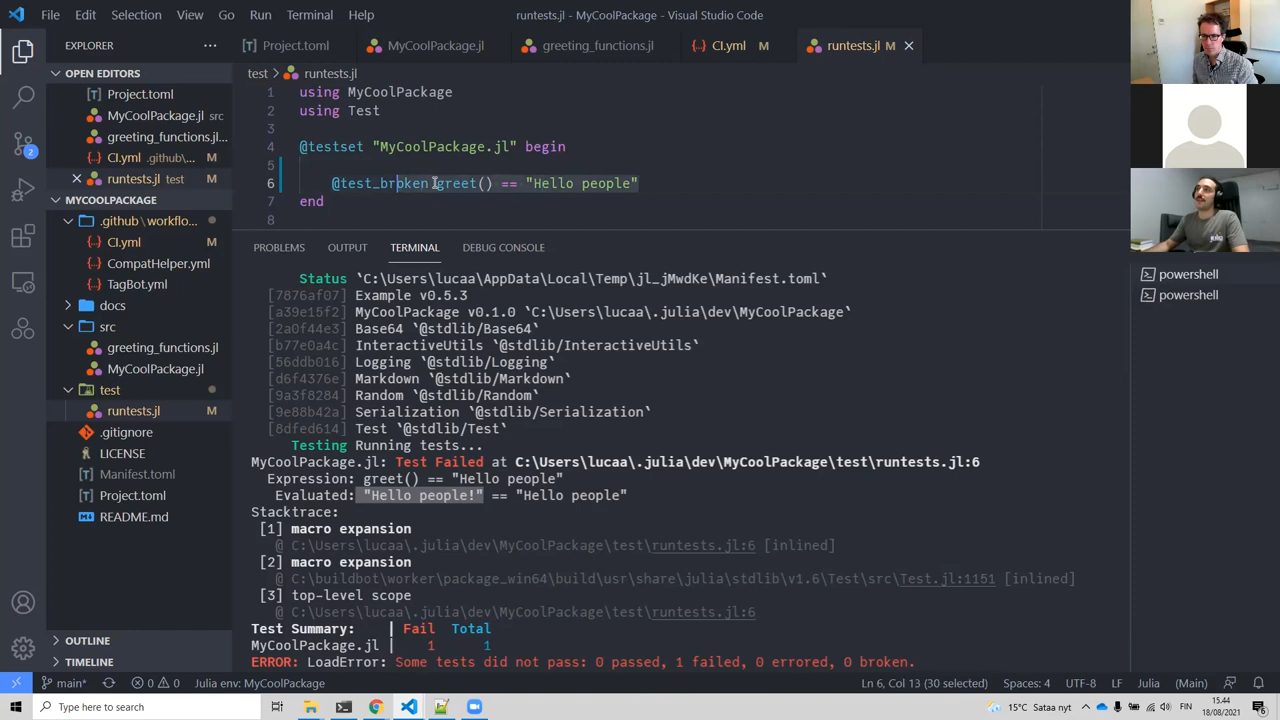 File Edit Selection View Go Run Terminal Help
runtests.jl - MyCoolPackage - Visual Studio Code
EXPLORER
OPEN EDITORS
Project.toml
MyCoolPackage.jl src
greeting_functions.jl...
CI.yml .github\workflo...
runtests.jl test
MYCOOLPACKAGE
.github\workflo...
CI.yml M
CompatHelper.yml
TagBot.yml
docs
src
greeting_functions.jl
MyCoolPackage.jl
test
runtests.jl M
.gitignore
LICENSE
Manifest.toml
Project.toml
README.md
OUTLINE
TIMELINE
Project.toml MyCoolPackage.jl greeting_functions.jl CI.yml M runtests.jl M
test > runtests.jl
1 using MyCoolPackage
2 using Test
3
4 @testset "MyCoolPackage.jl" begin
5
6 @test_broken greet() == "Hello people"
7 end
8
PROBLEMS OUTPUT TERMINAL DEBUG CONSOLE
Status `C:\Users\lucaa\AppData\Local\Temp\jl_jMwdKe\Manifest.toml`
[7876af07] Example v0.5.3
[a39e15f2] MyCoolPackage v0.1.0 `C:\Users\lucaa\.julia\dev\MyCoolPackage`
[2a0f44e3] Base64 `@stdlib/Base64`
[b77e0a4c] InteractiveUtils `@stdlib/InteractiveUtils`
[56ddb016] Logging `@stdlib/Logging`
[d6f4376e] Markdown `@stdlib/Markdown`
[9a3f8284] Random `@stdlib/Random`
[9e88b42a] Serialization `@stdlib/Serialization`
[8dfed614] Test `@stdlib/Test`
Testing Running tests...
MyCoolPackage.jl: Test Failed at C:\Users\lucaa\.julia\dev\MyCoolPackage\test\runtests.jl:6
Expression: greet() == "Hello people"
Evaluated: "Hello people!" == "Hello people"
Stacktrace:
[1] macro expansion
@ C:\Users\lucaa\.julia\dev\MyCoolPackage\test\runtests.jl:6 [inlined]
[2] macro expansion
@ C:\buildbot\worker\package_win64\build\usr\share\julia\stdlib\v1.6\Test\src\Test.jl:1151 [inlined]
[3] top-level scope
@ C:\Users\lucaa\.julia\dev\MyCoolPackage\test\runtests.jl:6
Test Summary: | Fail Total
MyCoolPackage.jl | 1 1
ERROR: LoadError: Some tests did not pass: 0 passed, 1 failed, 0 errored, 0 broken.
powershell
powershell
2
main* 0 0 Julia env: MyCoolPackage
Ln 6, Col 13 (30 selected) Spaces: 4 UTF-8 LF Julia (Main)
Type here to search
15°C Sataa nyt
15.44
18/08/2021
6